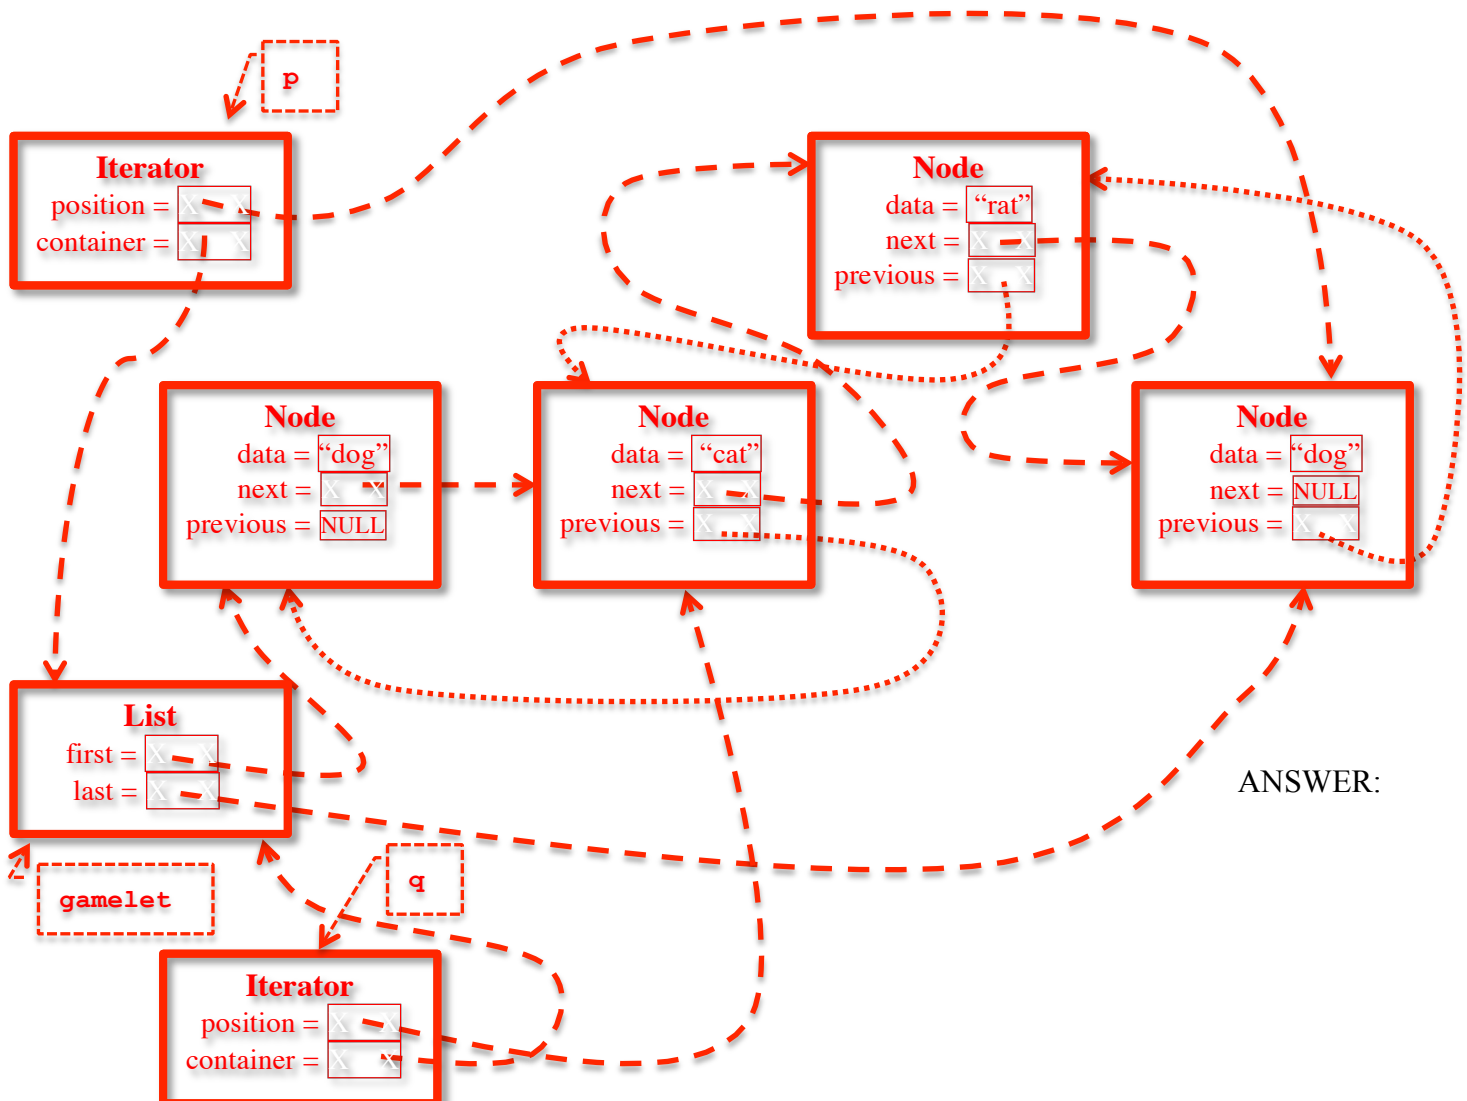 p
Iterator
position = X X
container = X X
Node
data = “rat”
next = X X
previous = X X
Node
data = “dog”
next = X X
previous = NULL
Node
data = “cat”
next = X X
previous = X X
Node
data = “dog”
next = NULL
previous = X X
List
first = X X
last = X X
ANSWER:
gamelet
q
Iterator
position = X X
container = X X